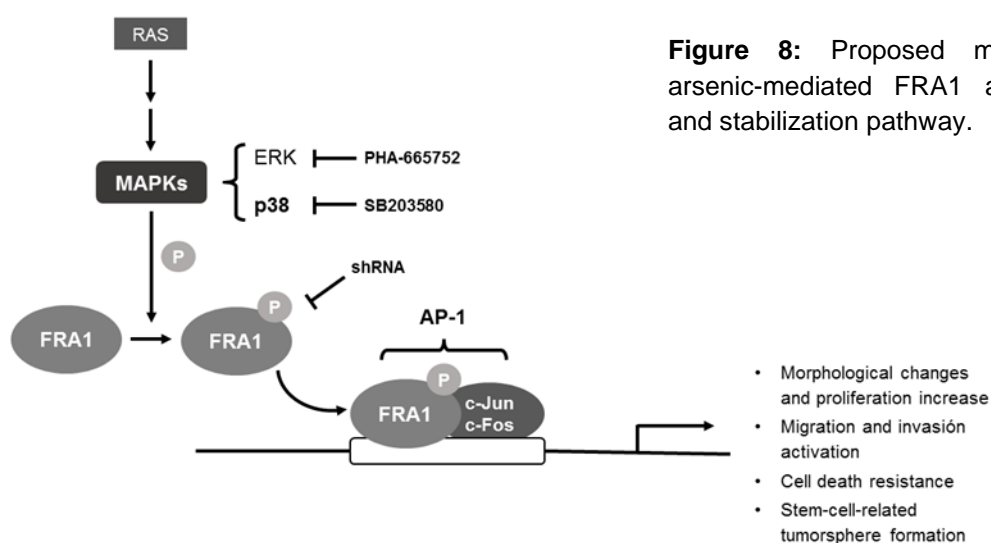 RAS
Figure 8: Proposed
arsenic-mediated FRA1
and stabilization pathway.
MAPKs
ERK
PHA-665752
p38
SB203580
P
shRNA
FRA1
P
FRA1
AP-1
P
FRA1
c-Jun
c-Fos
• Morphological changes
and proliferation increase
• Migration and invasión
activation
• Cell death resistance
• Stem-cell-related
tumorsphere formation